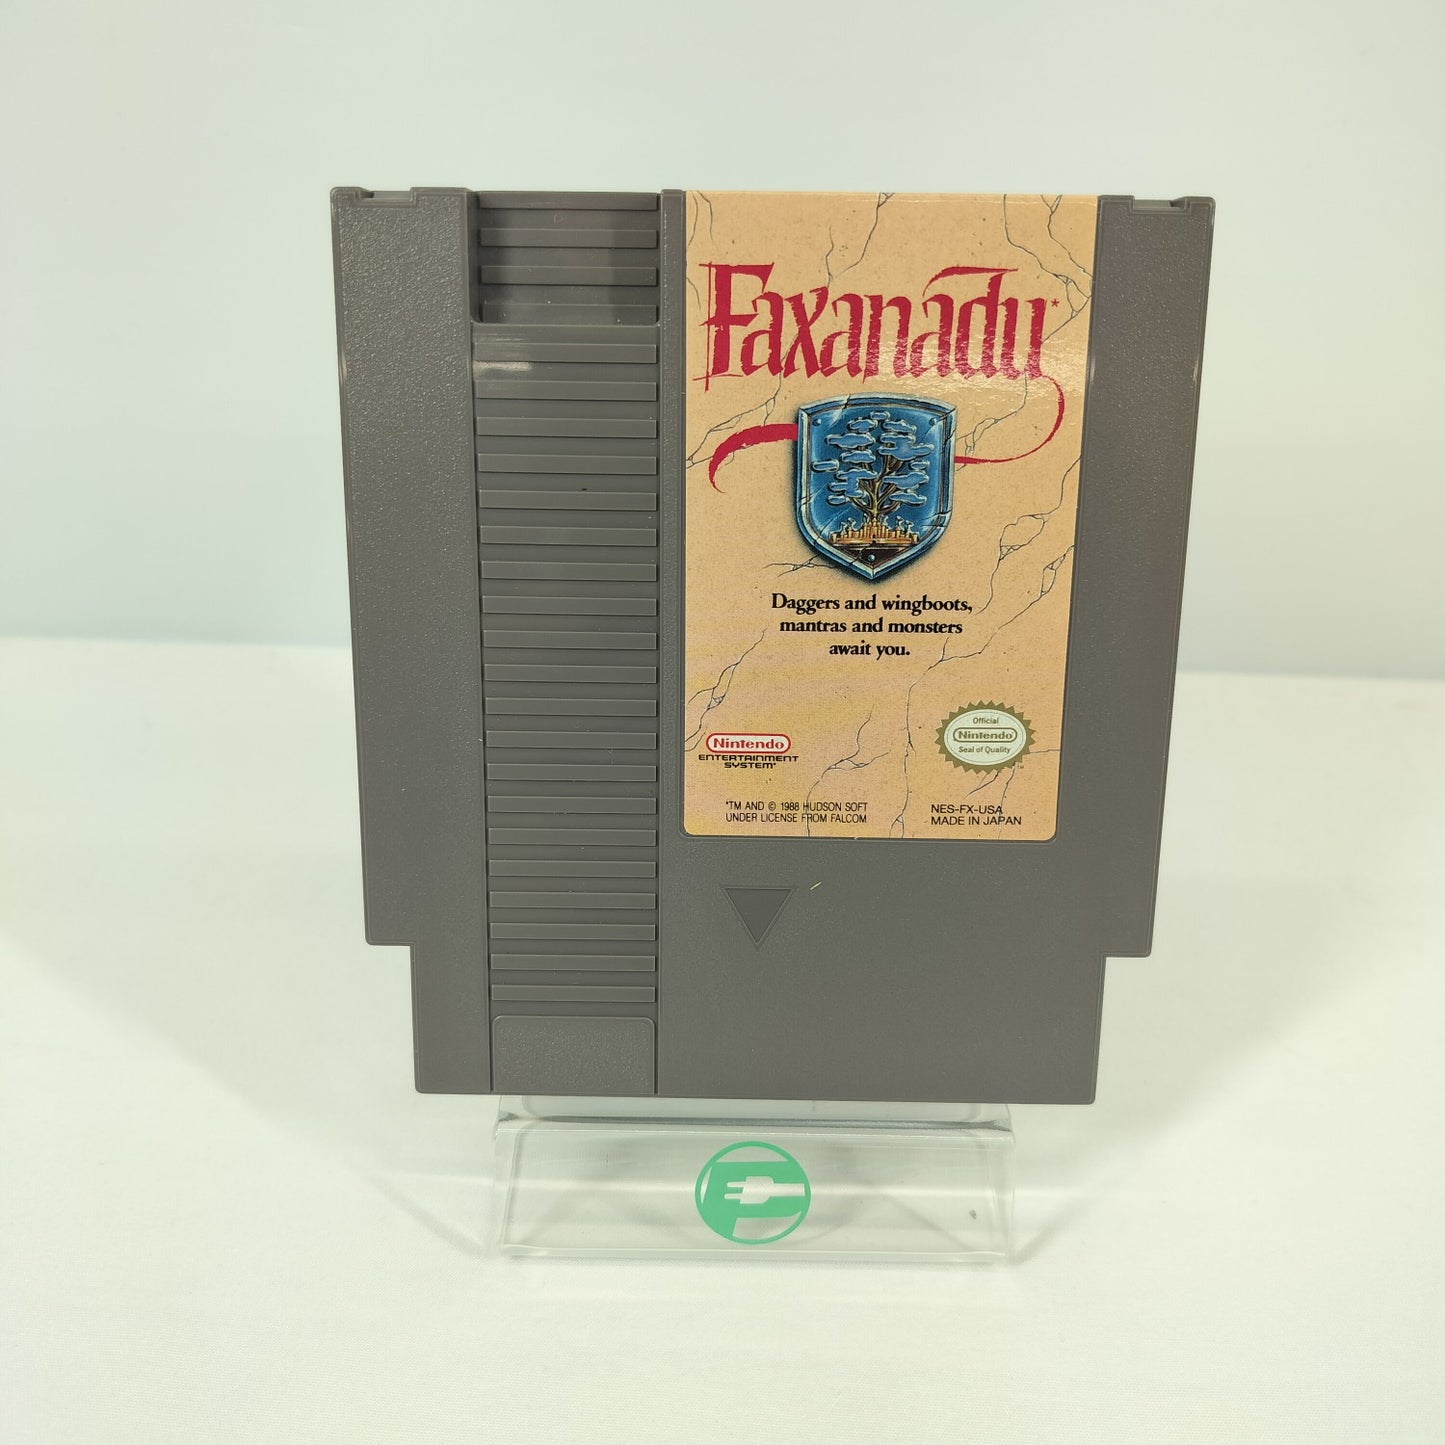 Faxanadu*
Daggers and wingboots,
mantras and monsters
await you.
Nintendo
ENTERTAINMENT
SYSTEM®
Official
Nintendo
Seal of Quality
TM
*TM AND © 1988 HUDSON SOFT
UNDER LICENSE FROM FALCOM
NES-FX-USA
MADE IN JAPAN